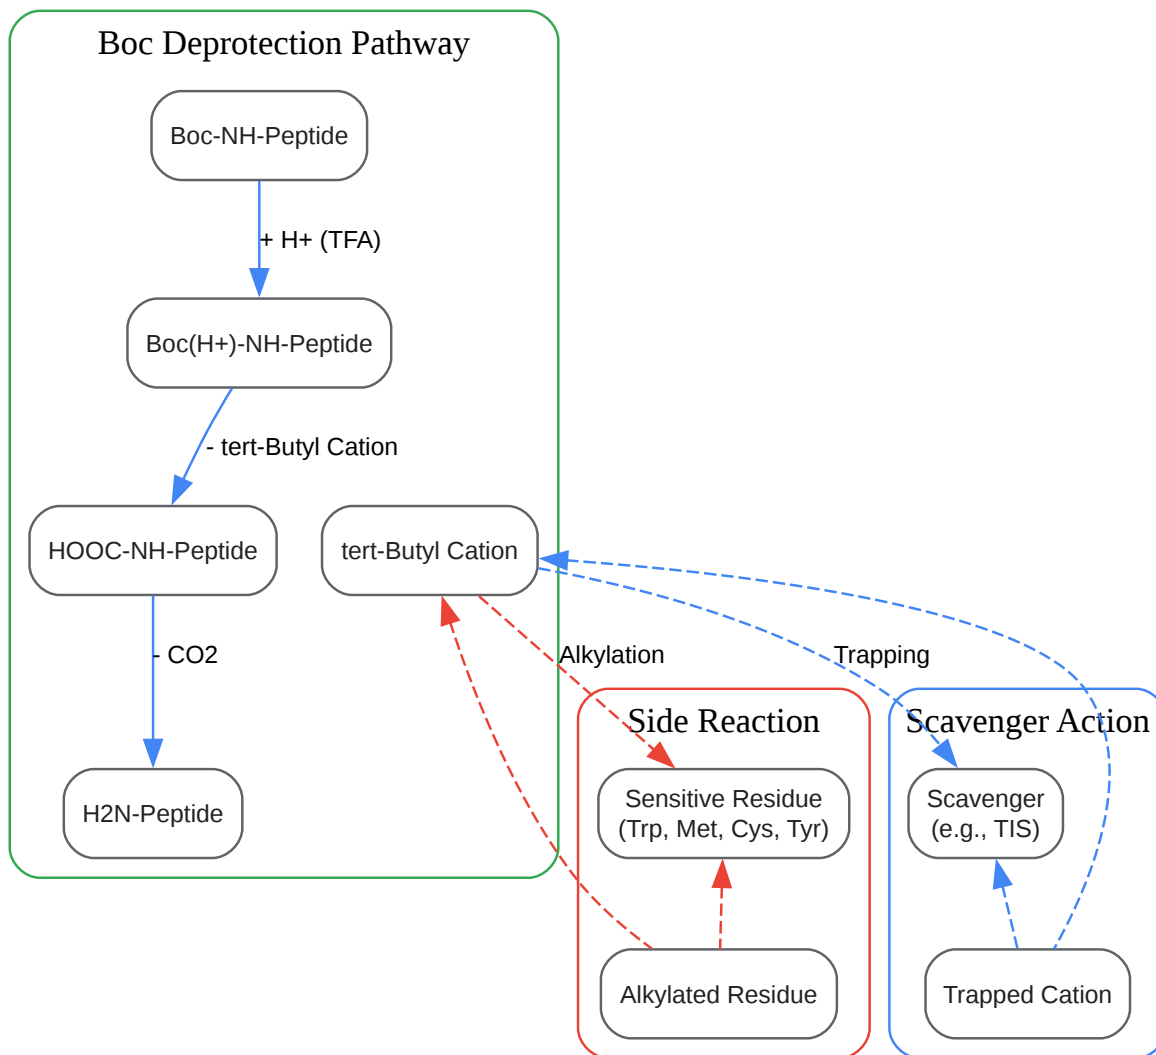 Boc Deprotection Pathway
Boc-NH-Peptide
+ H+ (TFA)
Boc(H+)-NH-Peptide
- tert-Butyl Cation
HOOC-NH-Peptide
tert-Butyl Cation
- CO2
Alkylation
Trapping
Side Reaction
Scavenger Action
H2N-Peptide
Sensitive Residue
(Trp, Met, Cys, Tyr)
Scavenger
(e.g., TIS)
Alkylated Residue
Trapped Cation